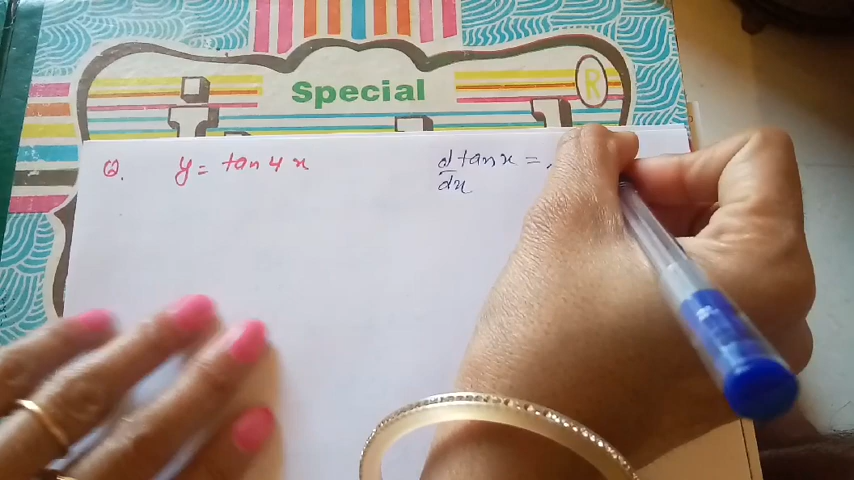 Special
R
Q. y = tan 4x
d/dx tan x =